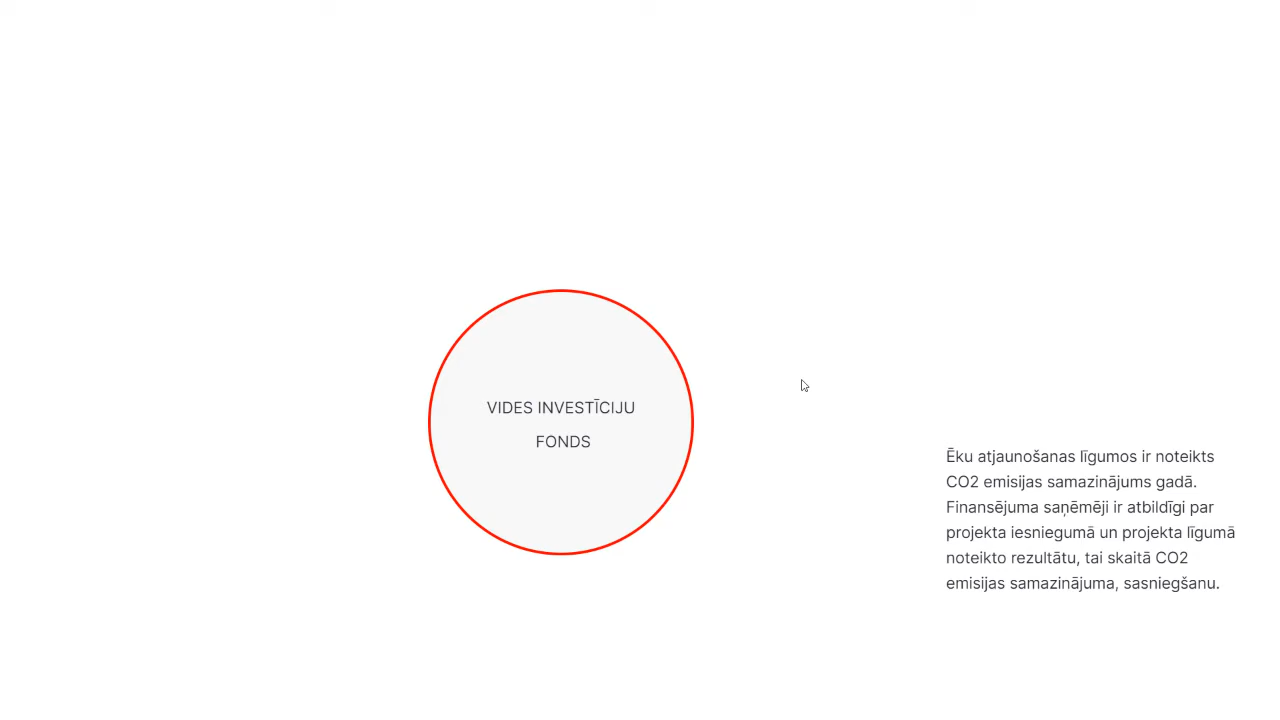 VIDES INVESTĪCIJU
FONDS
Ēku atjaunošanas līgumos ir noteikts
CO2 emisijas samazinājums gadā.
Finansējuma saņēmēji ir atbildīgi par
projekta iesniegumā un projekta līgumā
noteikto rezultātu, tai skaitā CO2
emisijas samazinājuma, sasniegšanu.